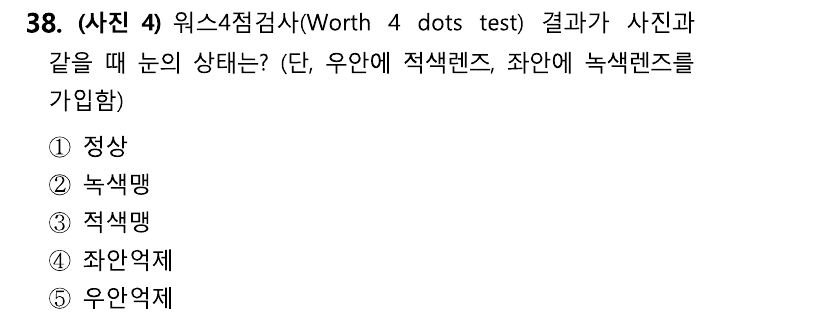 38. (사진 4) 워스4점검사(Worth 4 dots test) 결과가 사진과
같을 때 눈의 상태는? (단, 우안에 적색렌즈, 좌안에 녹색렌즈를
가입함)
① 정상
② 녹색맹
③ 적색맹
④ 좌안억제
⑤ 우안억제